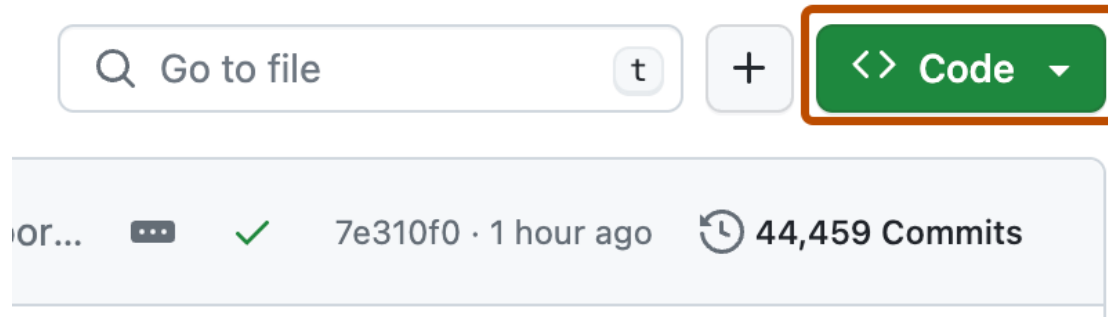 Go to file t + <> Code
or... 7e310f0 · 1 hour ago 44,459 Commits